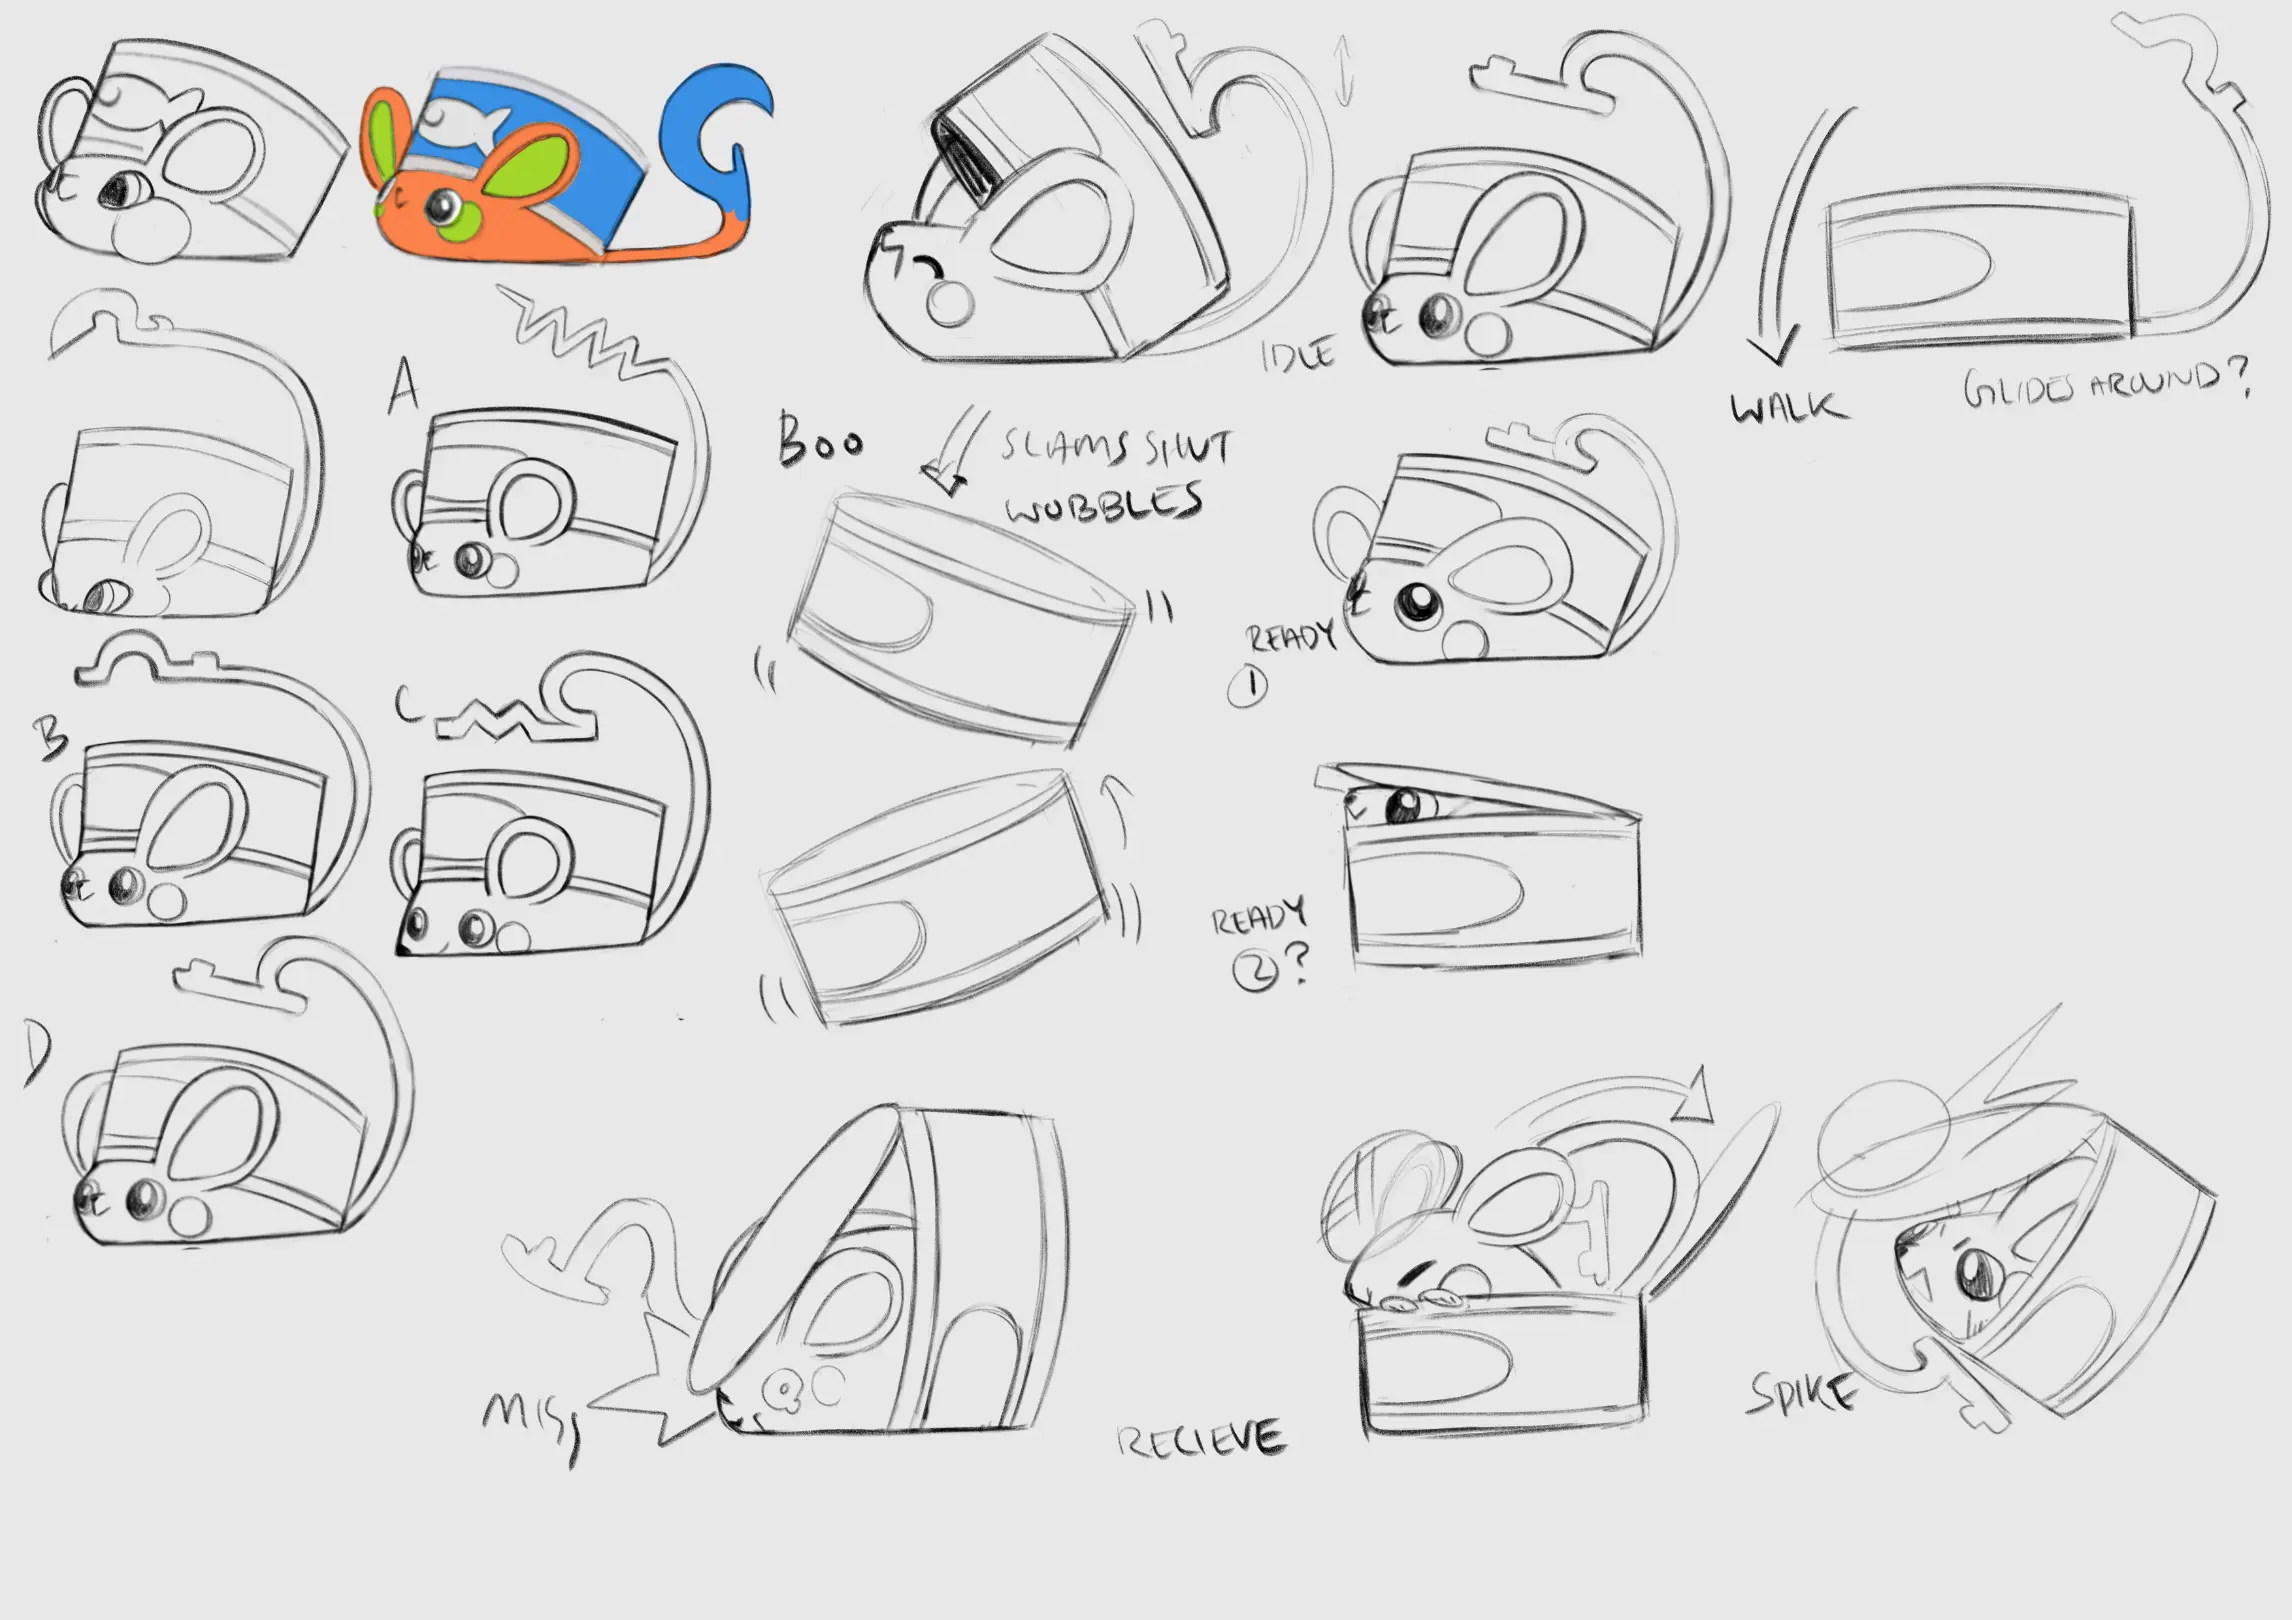 IDLE
WALK
GLIDES AROUND?
A
BOO
SLAMS SHUT
WOBBLES
READY
1
B
C
READY
2?
D
MISS
RECIEVE
SPIKE